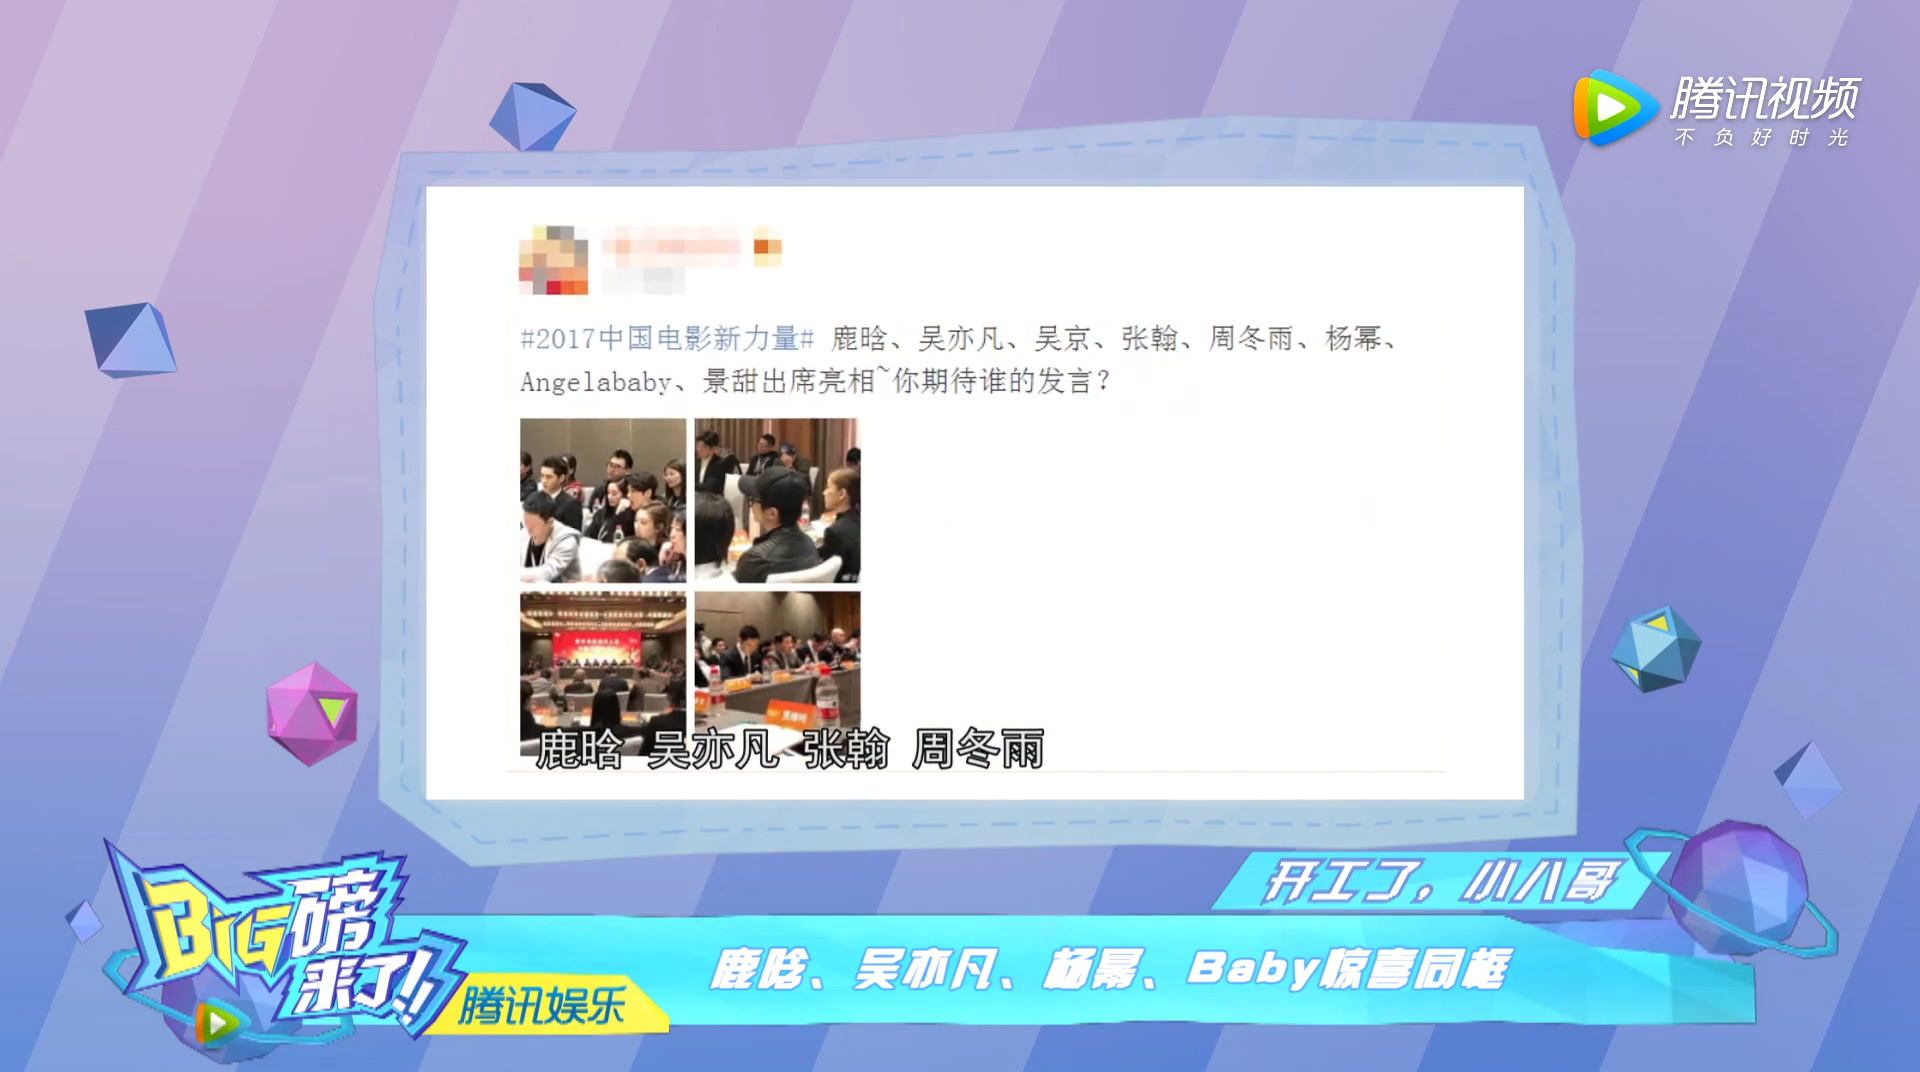 腾讯视频
不负好时光
#2017中国电影新力量# 鹿晗、吴亦凡、吴京、张翰、周冬雨、杨幂、
Angelababy、景甜出席亮相~你期待谁的发言?
鹿晗 吴亦凡 张翰 周冬雨
开工了，小八哥
BIG磅
来了!!
腾讯娱乐
鹿晗、吴亦凡、杨幂、Baby惊喜同框